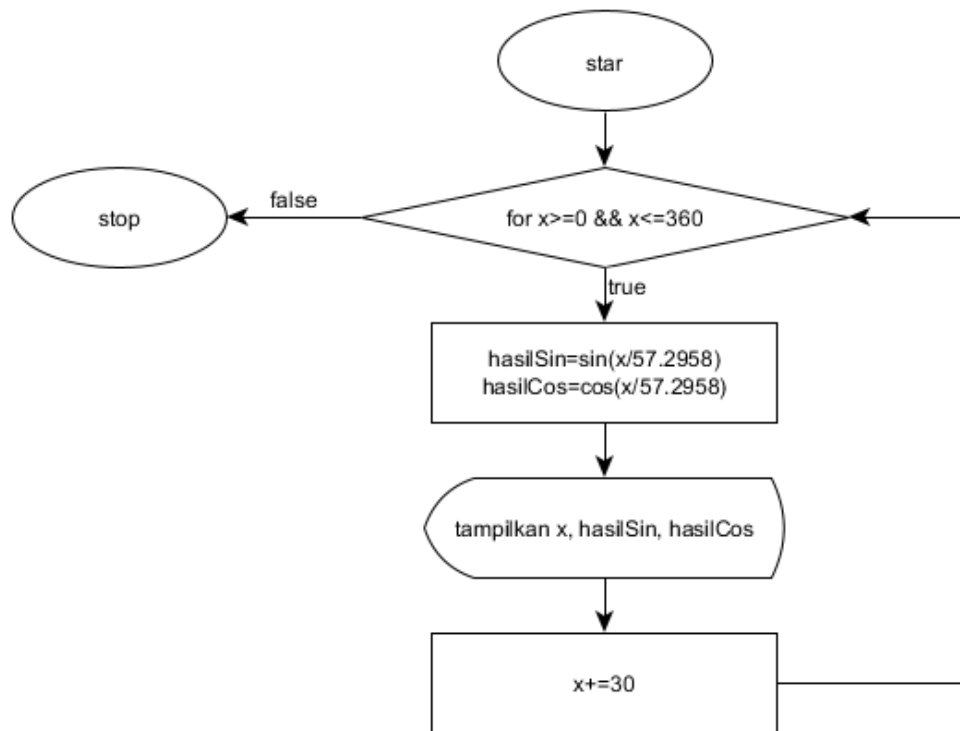 star
for x>=0 && x<=360
false
stop
true
hasilSin=sin(x/57.2958)
hasilCos=cos(x/57.2958)
tampilkan x, hasilSin, hasilCos
x+=30